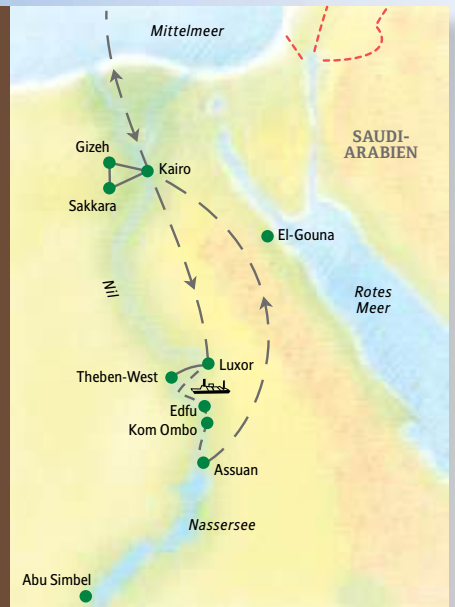 Mittelmeer
SAUDI-
ARABIEN
Gizeh
Kairo
Sakkara
El-Gouna
Nil
Rotes
Meer
Luxor
Theben-West
Edfu
Kom Ombo
Assuan
Nassersee
Abu Simbel